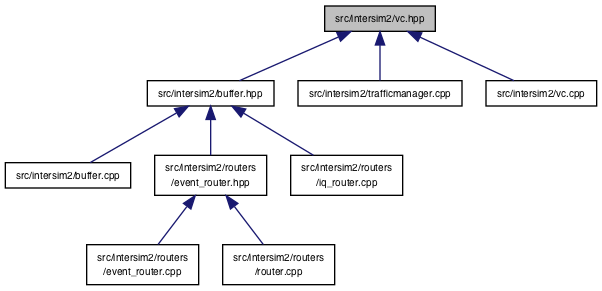 src/intersim2/vc.hpp
src/intersim2/buffer.hpp
src/intersim2/trafficmanager.cpp
src/intersim2/vc.cpp
src/intersim2/buffer.cpp
src/intersim2/routers
/event_router.hpp
src/intersim2/routers
/iq_router.cpp
src/intersim2/routers
/event_router.cpp
src/intersim2/routers
/router.cpp